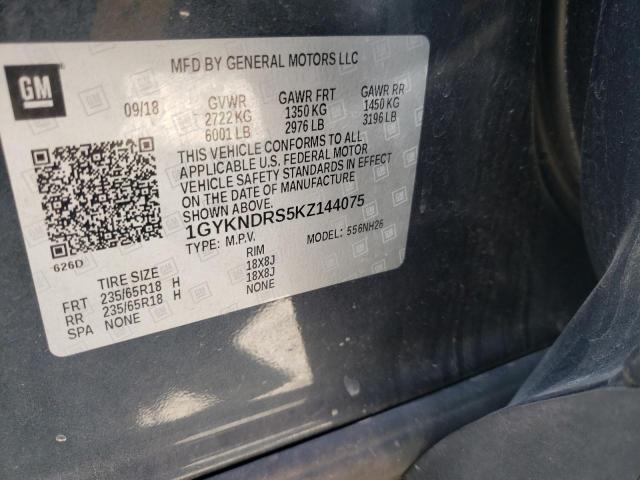 GM
MFD BY GENERAL MOTORS LLC
09/18 GVWR GAWR FRT GAWR RR
2722 KG 1350 KG 1450 KG
6001 LB 2976 LB 3196 LB
THIS VEHICLE CONFORMS TO ALL
APPLICABLE U.S. FEDERAL MOTOR
VEHICLE SAFETY STANDARDS IN EFFECT
ON THE DATE OF MANUFACTURE
SHOWN ABOVE.
1GYKNDRS5KZ144075
TYPE: M.P.V. MODEL: 556NH26
626D
TIRE SIZE RIM
FRT 235/65R18 H 18X8J
RR 235/65R18 H 18X8J
SPA NONE NONE